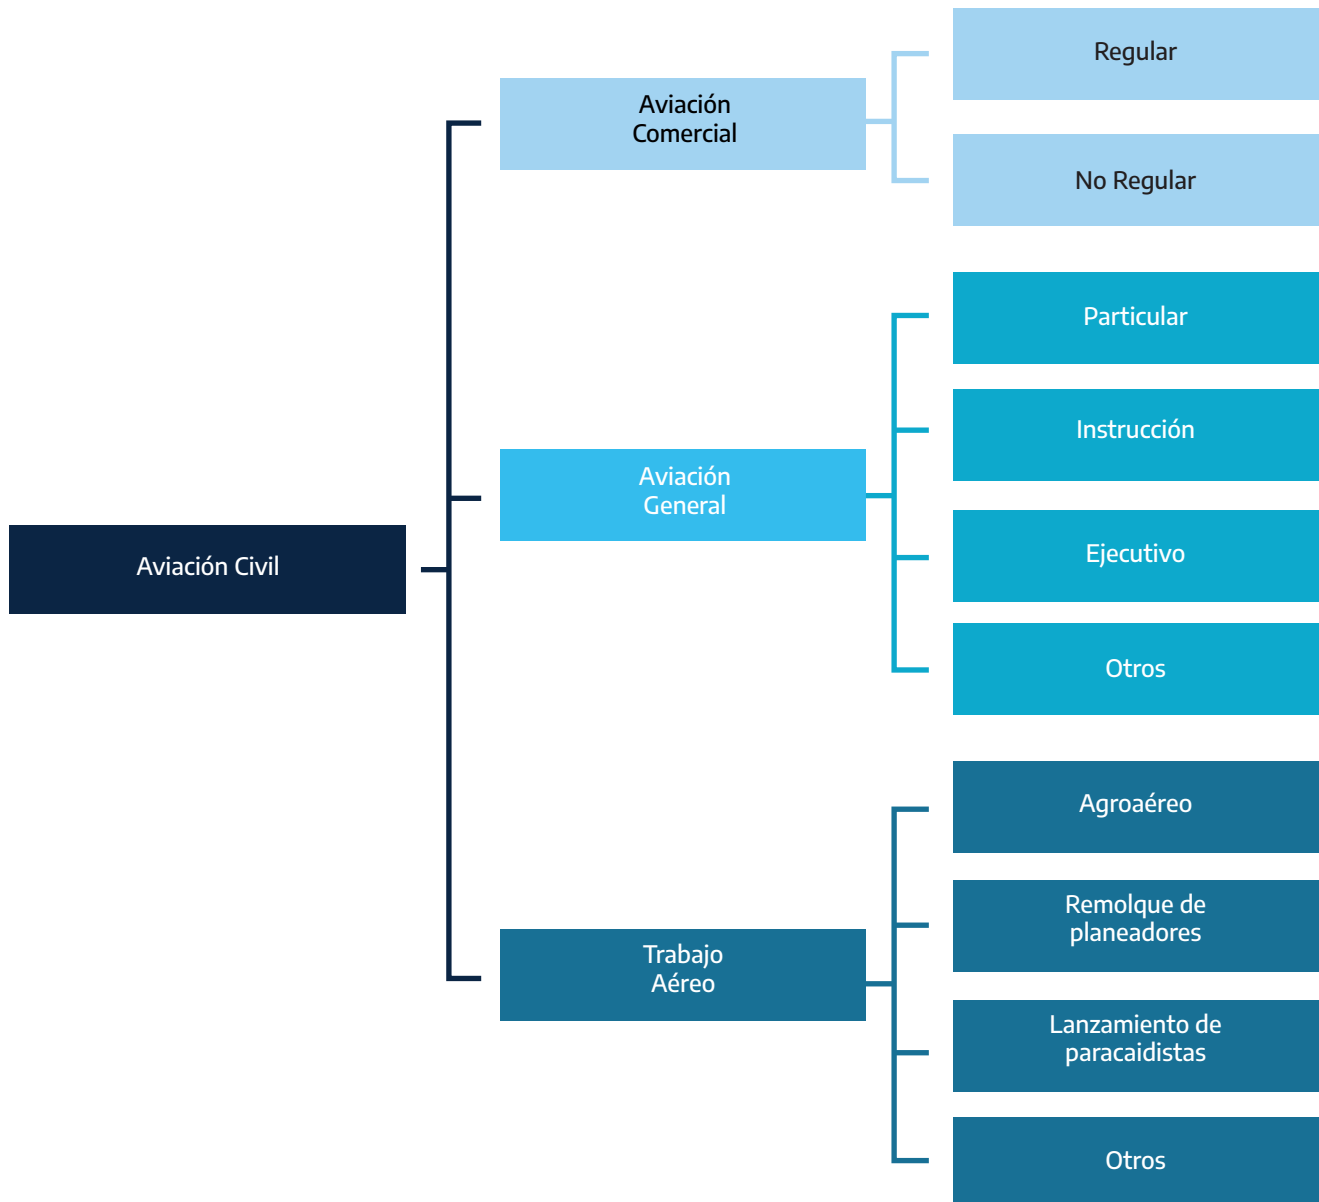 Aviación Civil
Aviación
Comercial
Regular
No Regular
Aviación
General
Particular
Instrucción
Ejecutivo
Otros
Trabajo
Aéreo
Agroaéreo
Remolque de
planeadores
Lanzamiento de
paracaidistas
Otros